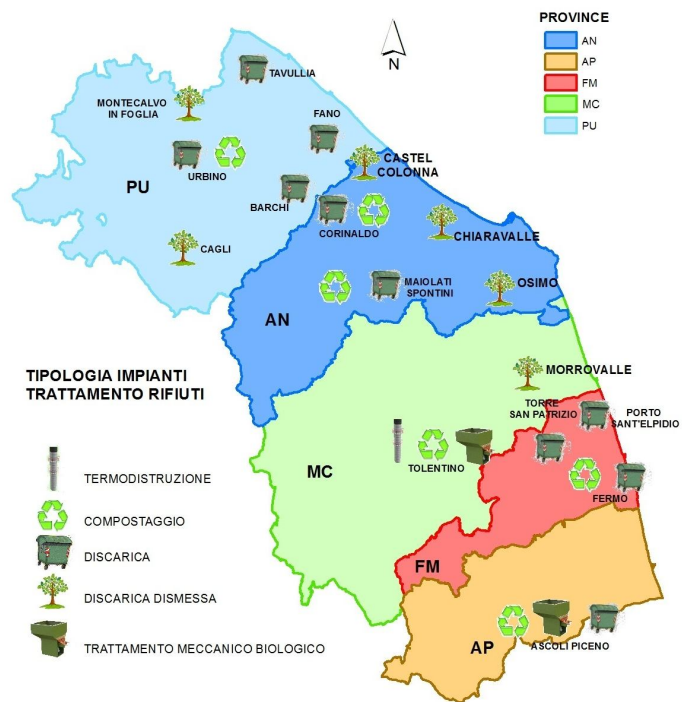 PROVINCE
AN
AP
FM
MC
PU
N
TAVULLIA
MONTECALVO
IN FOGLIA
FANO
URBINO
PU
CASTEL
COLONNA
BARCHI
CORINALDO
CHIARAVALLE
CAGLI
MAIOLATI
SPONTINI
OSIMO
AN
TIPOLOGIA IMPIANTI
TRATTAMENTO RIFIUTI
MORROVALLE
TORRE
SAN PATRIZIO
PORTO
SANT'ELPIDIO
TOLENTINO
MC
FERMO
TERMODISTRUZIONE
COMPOSTAGGIO
DISCARICA
FM
DISCARICA DISMESSA
TRATTAMENTO MECCANICO BIOLOGICO
AP
ASCOLI PICENO